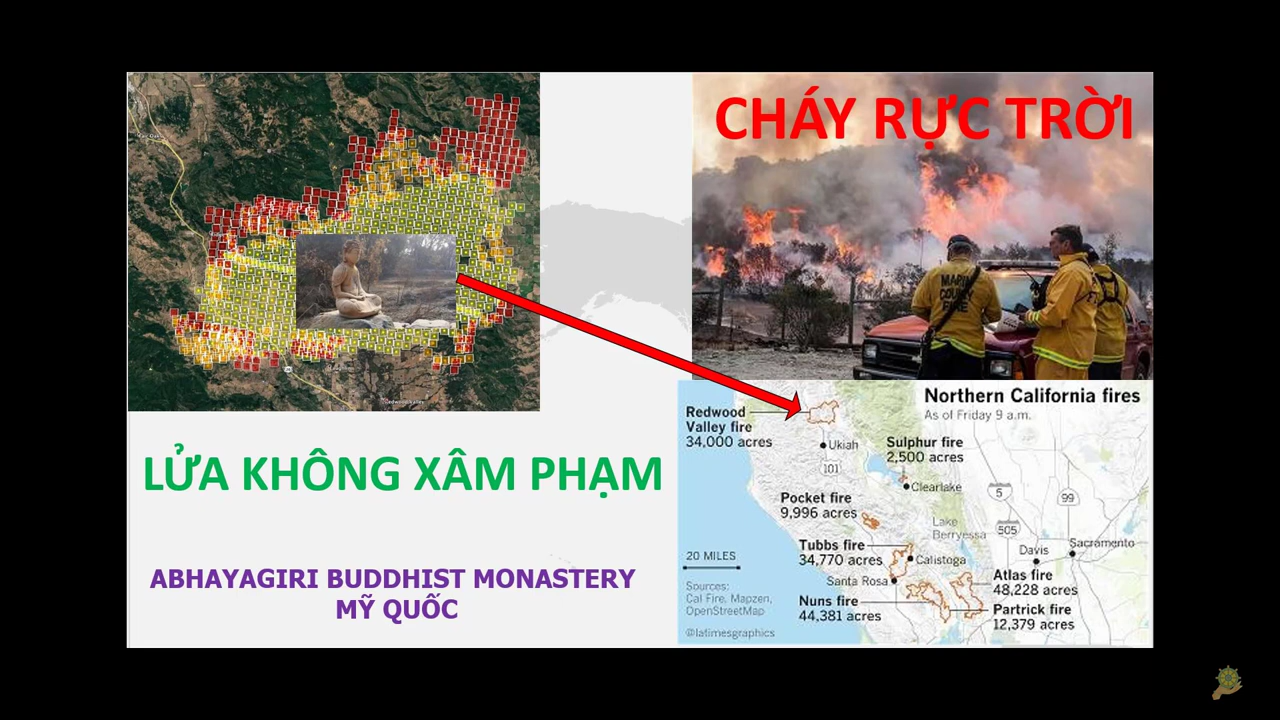 CHÁY RỰC TRỜI
MARIN
COUNTY
FIRE
LỬA KHÔNG XÂM PHẠM
ABHAYAGIRI BUDDHIST MONASTERY
MỸ QUỐC
Northern California fires
As of Friday 9 a.m.
Redwood
Valley fire
34,000 acres
Ukiah
101
Sulphur fire
2,500 acres
Clearlake
5
99
Pocket fire
9,996 acres
Lake
Berryessa
505
20 MILES
Tubbs fire
34,770 acres
Calistoga
Davis
Sacramento
Santa Rosa
Sources:
Cal Fire, Mapzen,
OpenStreetMap
Nuns fire
44,381 acres
Atlas fire
48,228 acres
Partrick fire
12,379 acres
@latimesgraphics